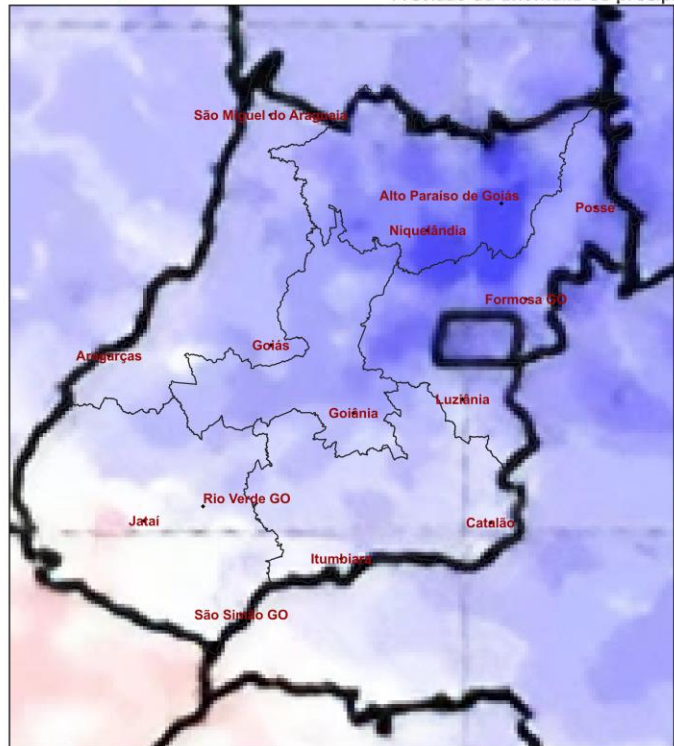 São Miguel do Araguaia
Alto Paraíso de Goiás
Posse
Niquelândia
Formosa GO
Goiás
Aragarças
Luziânia
Goiânia
Rio Verde GO
Jataí
Catalão
Itumbiara
São Simão GO